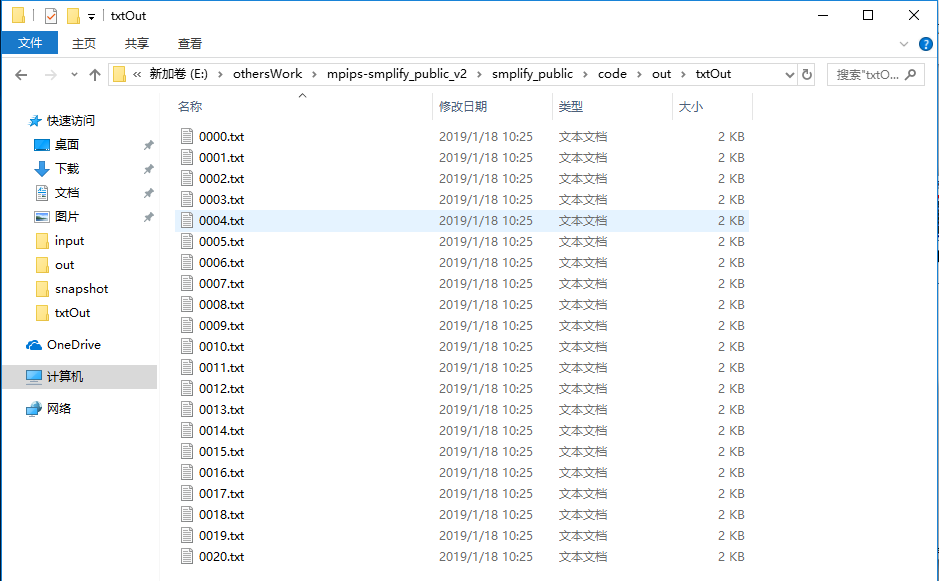 txtOut
文件 主页 共享 查看
« 新加卷 (E:) › othersWork › mpips-smplify_public_v2 › smplify_public › code › out › txtOut 搜索"txtO...
名称 修改日期 类型 大小
快速访问
桌面
下载
文档
图片
input
out
snapshot
txtOut
OneDrive
计算机
网络
0000.txt 2019/1/18 10:25 文本文档 2 KB
0001.txt 2019/1/18 10:25 文本文档 2 KB
0002.txt 2019/1/18 10:25 文本文档 2 KB
0003.txt 2019/1/18 10:25 文本文档 2 KB
0004.txt 2019/1/18 10:25 文本文档 2 KB
0005.txt 2019/1/18 10:25 文本文档 2 KB
0006.txt 2019/1/18 10:25 文本文档 2 KB
0007.txt 2019/1/18 10:25 文本文档 2 KB
0008.txt 2019/1/18 10:25 文本文档 2 KB
0009.txt 2019/1/18 10:25 文本文档 2 KB
0010.txt 2019/1/18 10:25 文本文档 2 KB
0011.txt 2019/1/18 10:25 文本文档 2 KB
0012.txt 2019/1/18 10:25 文本文档 2 KB
0013.txt 2019/1/18 10:25 文本文档 2 KB
0014.txt 2019/1/18 10:25 文本文档 2 KB
0015.txt 2019/1/18 10:25 文本文档 2 KB
0016.txt 2019/1/18 10:25 文本文档 2 KB
0017.txt 2019/1/18 10:25 文本文档 2 KB
0018.txt 2019/1/18 10:25 文本文档 2 KB
0019.txt 2019/1/18 10:25 文本文档 2 KB
0020.txt 2019/1/18 10:25 文本文档 2 KB